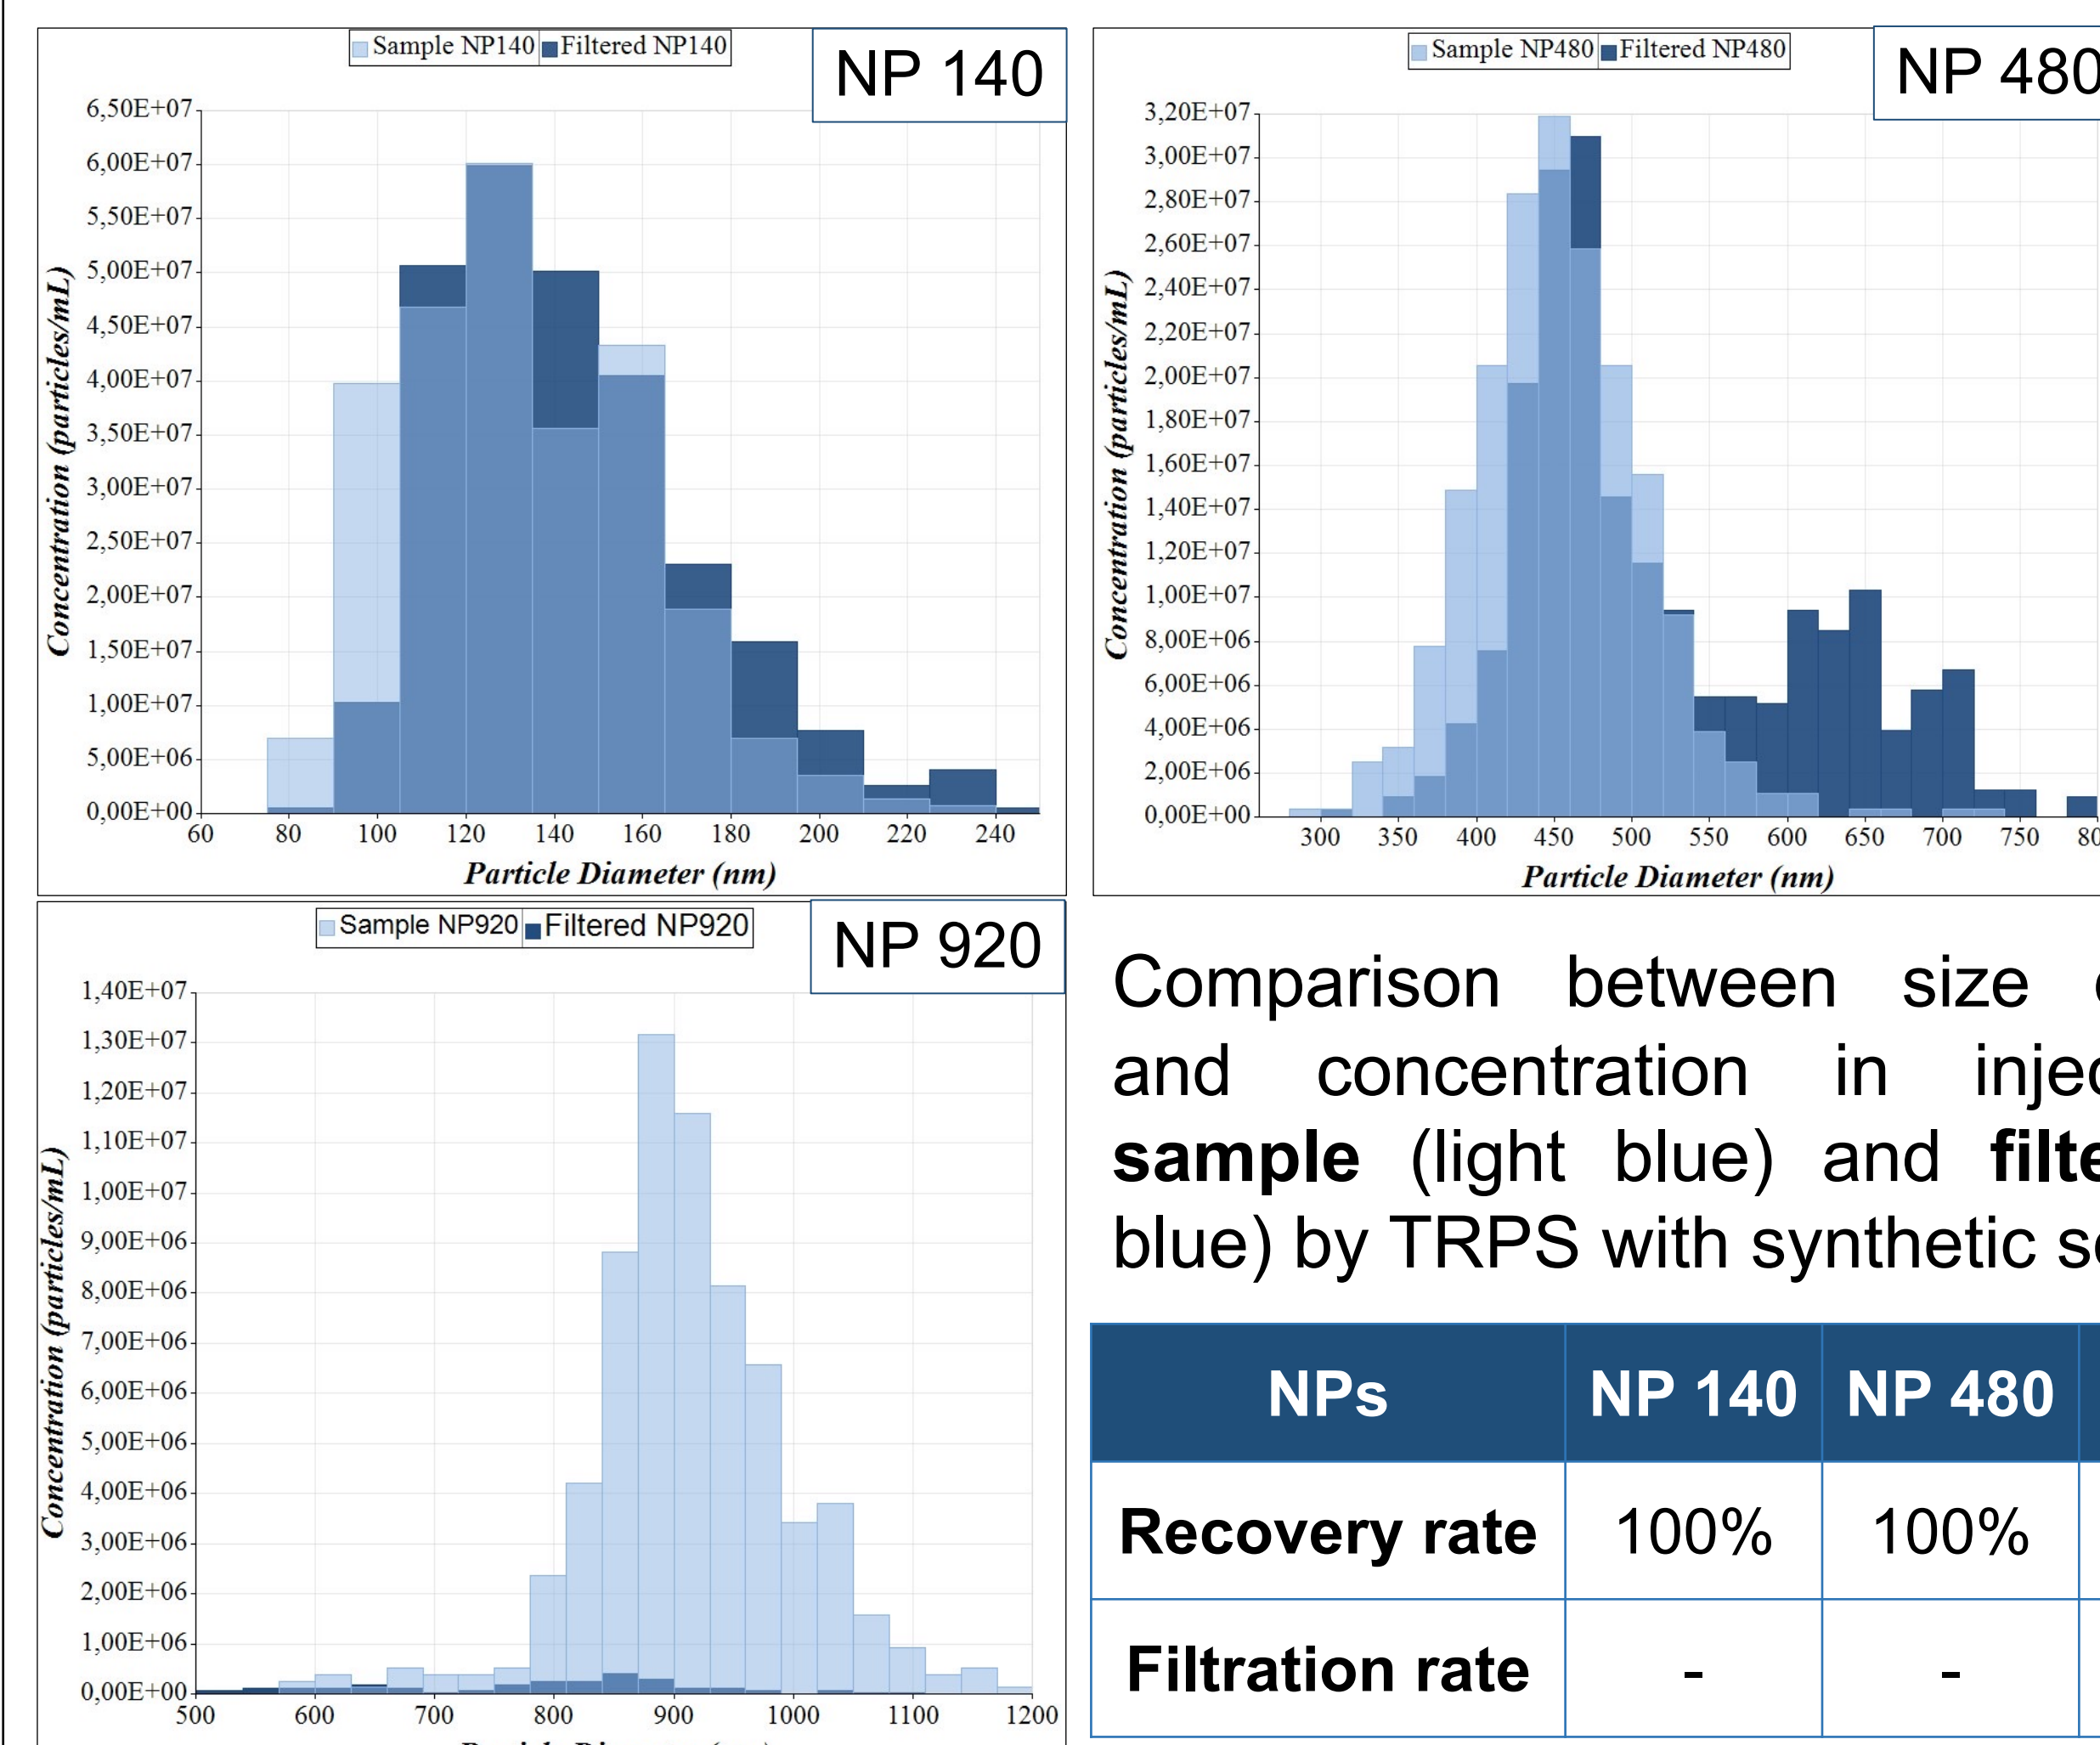 Sample NP140 Filtered NP140
NP 140
6,50E+07
6,00E+07
5,50E+07
5,00E+07
4,50E+07
4,00E+07
3,50E+07
3,00E+07
2,50E+07
2,00E+07
1,50E+07
1,00E+07
5,00E+06
0,00E+00
Concentration (particles/mL)
60 80 100 120 140 160 180 200 220 240
Particle Diameter (nm)
Sample NP480 Filtered NP480
NP 480
3,20E+07
3,00E+07
2,80E+07
2,60E+07
2,40E+07
2,20E+07
2,00E+07
1,80E+07
1,60E+07
1,40E+07
1,20E+07
1,00E+07
8,00E+06
6,00E+06
4,00E+06
2,00E+06
0,00E+00
Concentration (particles/mL)
300 350 400 450 500 550 600 650 700 750
Particle Diameter (nm)
Sample NP920 Filtered NP920
NP 920
1,40E+07
1,30E+07
1,20E+07
1,10E+07
1,00E+07
9,00E+06
8,00E+06
7,00E+06
6,00E+06
5,00E+06
4,00E+06
3,00E+06
2,00E+06
1,00E+06
0,00E+00
Concentration (particles/mL)
500 600 700 800 900 1000 1100 1200
Comparison between size
and concentration in
sample (light blue) and
blue) by TRPS with synthetic
NPs NP 140 NP 480
Recovery rate 100% 100%
Filtration rate - -